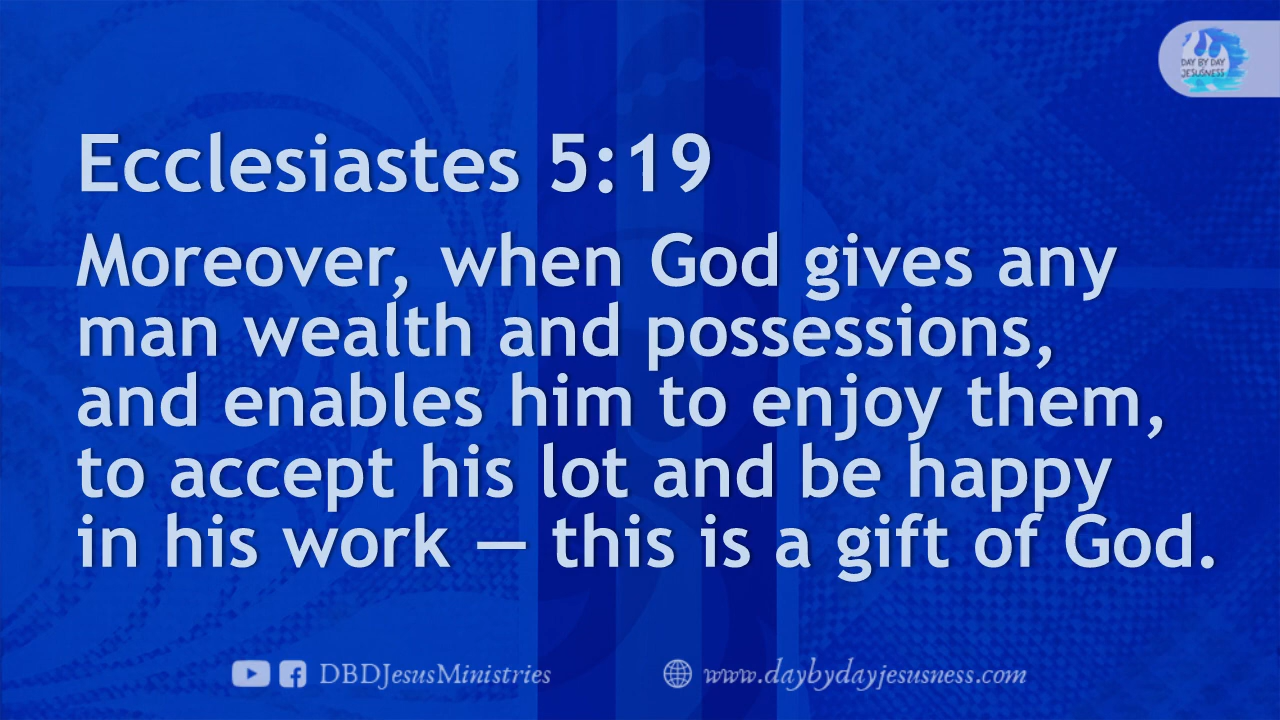 DAY BY DAY
JESUSNESS
Ecclesiastes 5:19
Moreover, when God gives any
man wealth and possessions,
and enables him to enjoy them,
to accept his lot and be happy
in his work — this is a gift of God.
DBDJesusMinistries
www.daybydayjesusness.com